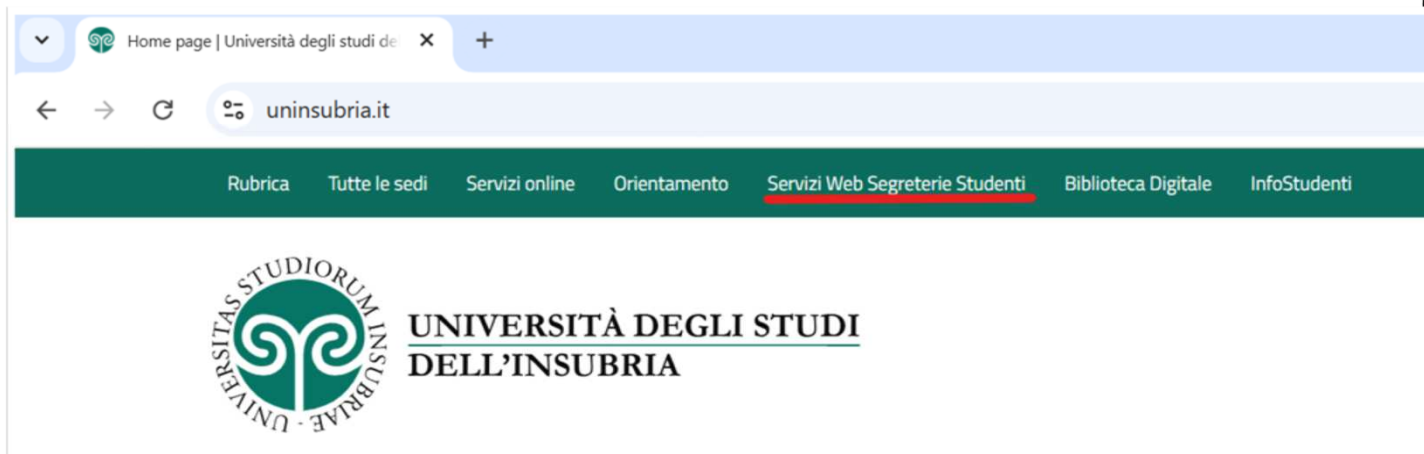 Home page | Università degli studi de
uninsubria.it
Rubrica Tutte le sedi Servizi online Orientamento Servizi Web Segreterie Studenti Biblioteca Digitale InfoStudenti
UNIVERSITAS STUDIORUM INSUBRIAE
UNIVERSITÀ DEGLI STUDI
DELL'INSUBRIA